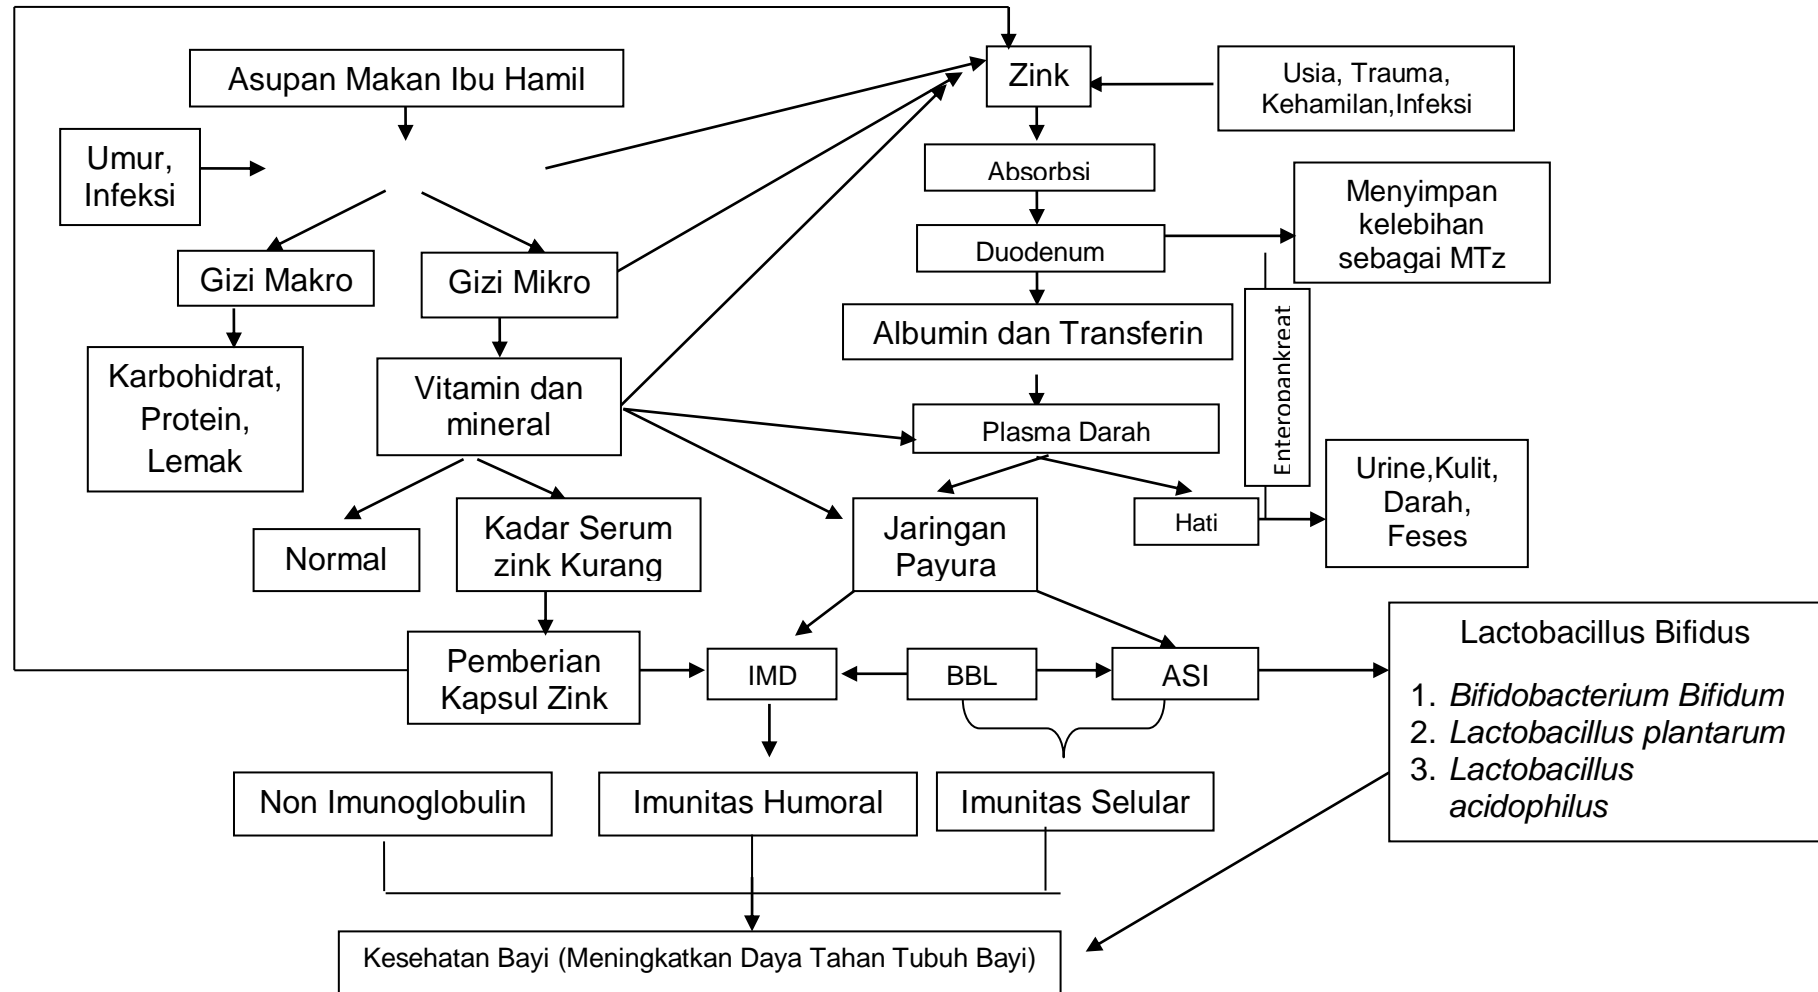 Asupan Makan Ibu Hamil
Zink
Usia, Trauma,
Kehamilan,Infeksi
Umur,
Infeksi
Absorbsi
Menyimpan
kelebihan
sebagai MTz
Duodenum
Gizi Makro
Gizi Mikro
Albumin dan Transferin
Enteropankreat
Karbohidrat,
Protein,
Lemak
Vitamin dan
mineral
Plasma Darah
Urine,Kulit,
Darah,
Feses
Normal
Kadar Serum
zink Kurang
Jaringan
Payura
Hati
Pemberian
Kapsul Zink
IMD
BBL
ASI
Lactobacillus Bifidus
1. Bifidobacterium Bifidum
2. Lactobacillus plantarum
3. Lactobacillus
acidophilus
Non Imunoglobulin
Imunitas Humoral
Imunitas Selular
Kesehatan Bayi (Meningkatkan Daya Tahan Tubuh Bayi)